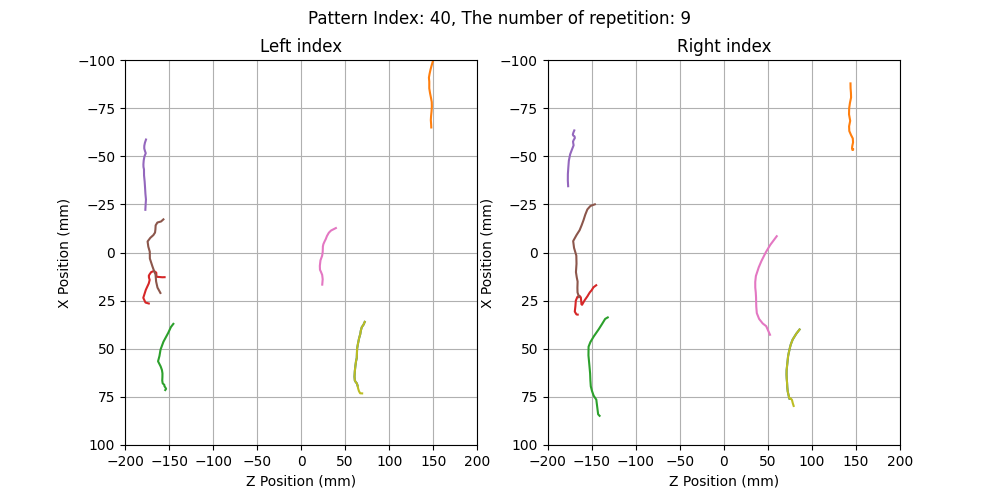 Pattern Index: 40, The number of repetition: 9
Left index
Right index
−100
−75
−50
−25
0
25
50
75
100
X Position (mm)
−200 −150 −100 −50 0 50 100 150 200
Z Position (mm)
−100
−75
−50
−25
0
25
50
75
100
X Position (mm)
−200 −150 −100 −50 0 50 100 150 200
Z Position (mm)